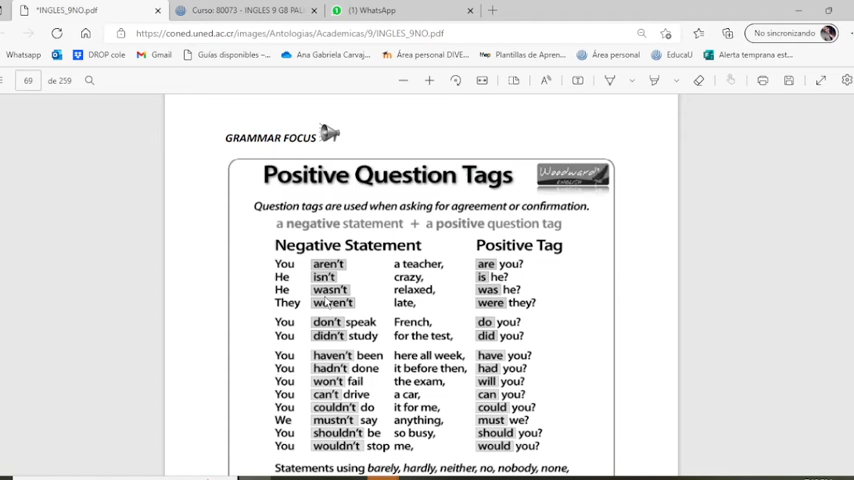 *INGLES_9NO.pdf
Curso: 80073 - INGLES 9 G8 PAL
(1) WhatsApp
https://coned.uned.ac.cr/images/Antologias/Academicas/9/INGLES_9NO.pdf
No sincronizando
Whatsapp
DROP cole
Gmail
Guías disponibles –...
Ana Gabriela Carvaj...
Área personal DIVE...
Plantillas de Apren...
Área personal
EducaU
Alerta temprana est...
69 de 259
GRAMMAR FOCUS
Positive Question Tags
Woodward
ENGLISH
Question tags are used when asking for agreement or confirmation.
a negative statement + a positive question tag
Negative Statement Positive Tag
You aren't a teacher, are you?
He isn't crazy, is he?
He wasn't relaxed, was he?
They weren't late, were they?
You don't speak French, do you?
You didn't study for the test, did you?
You haven't been here all week, have you?
You hadn't done it before then, had you?
You won't fail the exam, will you?
You can't drive a car, can you?
You couldn't do it for me, could you?
We mustn't say anything, must we?
You shouldn't be so busy, should you?
You wouldn't stop me, would you?
Statements using barely, hardly, neither, no, nobody, none,